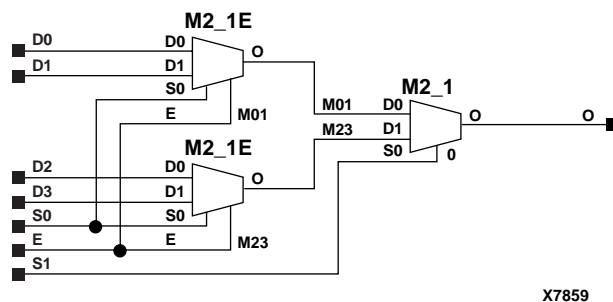 M2_1E
D0 D0 O
D1 D1 M2_1
S0 M01 D0 O O
E M01 M23 D1
M2_1E S0 0
D2 D0 O
D3 D1
S0 S0
E E M23
S1
X7859